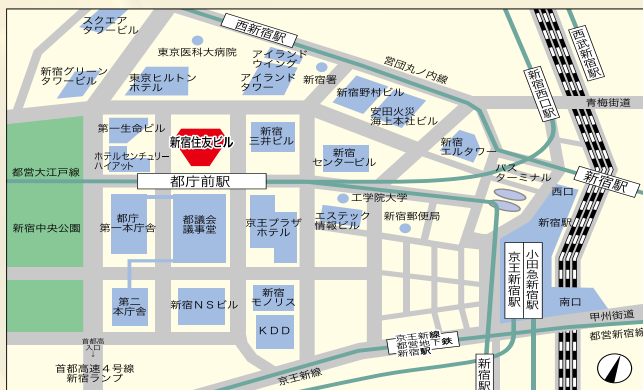 スクエア
タワービル
西新宿駅
東京医科大病院
アイランド
ウイング
営団丸ノ内線
西武新宿駅
新宿グリーン
タワービル
東京ヒルトン
ホテル
アイランド
タワー
新宿署
新宿野村ビル
新宿西口駅
安田火災
海上本社ビル
青梅街道
第一生命ビル
新宿住友ビル
新宿
三井ビル
新宿
センタービル
新宿
エルタワー
ホテルセンチュリー
ハイアット
バス
ターミナル
都営大江戸線
都庁前駅
新宿駅
西口
工学院大学
新宿中央公園
都庁
第一本庁舎
都議会
議事堂
京王プラザ
ホテル
エステック
情報ビル
新宿郵便局
新宿駅
京王新宿駅
小田急新宿駅
第二
本庁舎
新宿NSビル
新宿
モノリス
南口
KDD
甲州街道
京王新線
都営地下鉄
新宿駅
都営新宿線
首都高
入口
首都高速4号線
新宿ランプ
京王新線
新宿駅